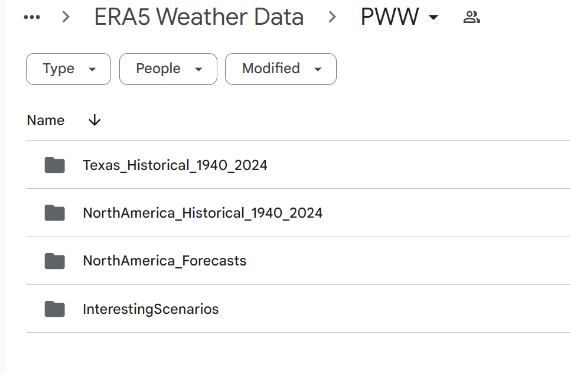 ... > ERA5 Weather Data > PWW
Type People Modified
Name
Texas_Historical_1940_2024
NorthAmerica_Historical_1940_2024
NorthAmerica_Forecasts
InterestingScenarios